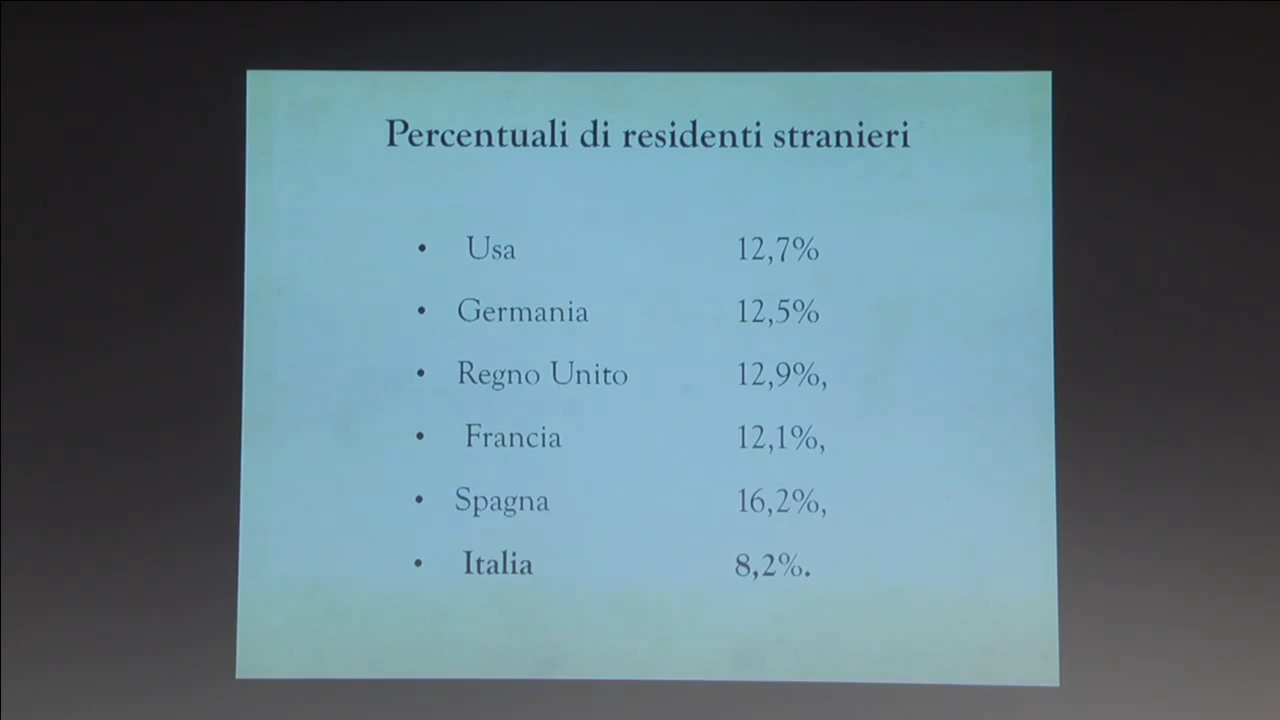 Percentuali di residenti stranieri
• Usa 12,7%
• Germania 12,5%
• Regno Unito 12,9%,
• Francia 12,1%,
• Spagna 16,2%,
• Italia 8,2%.